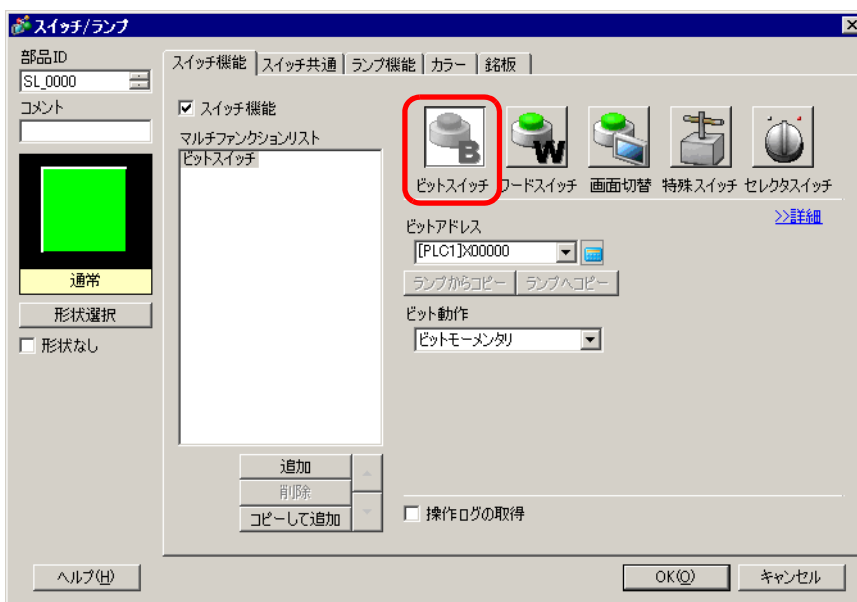 スイッチ/ランプ
部品ID
SL_0000
コメント
通常
形状選択
形状なし
スイッチ機能
スイッチ共通
ランプ機能
カラー
銘板
スイッチ機能
マルチファンクションリスト
ビットスイッチ
追加
削除
コピーして追加
ビットスイッチ
ワードスイッチ
画面切替
特殊スイッチ
セレクタスイッチ
>>詳細
ビットアドレス
[PLC1]X00000
ランプからコピー
ランプへコピー
ビット動作
ビットモーメンタリ
操作ログの取得
ヘルプ(H)
OK(O)
キャンセル